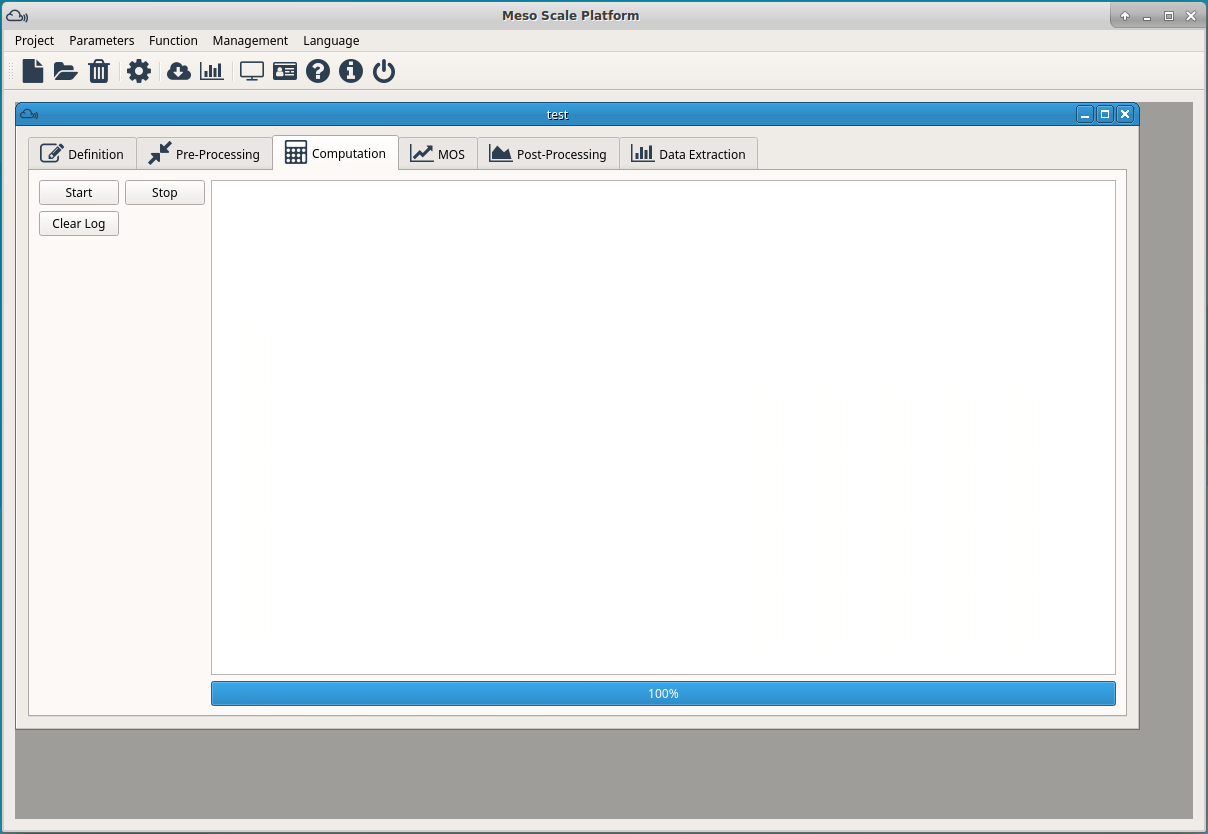 Meso Scale Platform
Project Parameters Function Management Language
test
Definition Pre-Processing Computation MOS Post-Processing Data Extraction
Start Stop
Clear Log
100%